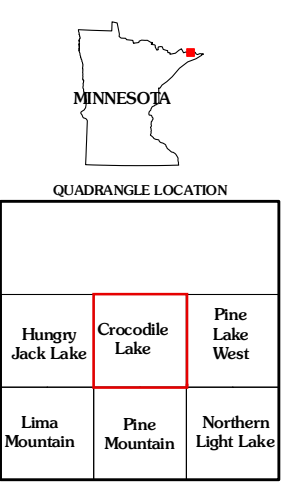 MINNESOTA
QUADRANGLE LOCATION
Hungry
Jack Lake
Crocodile
Lake
Pine
Lake
West
Lima
Mountain
Pine
Mountain
Northern
Light Lake